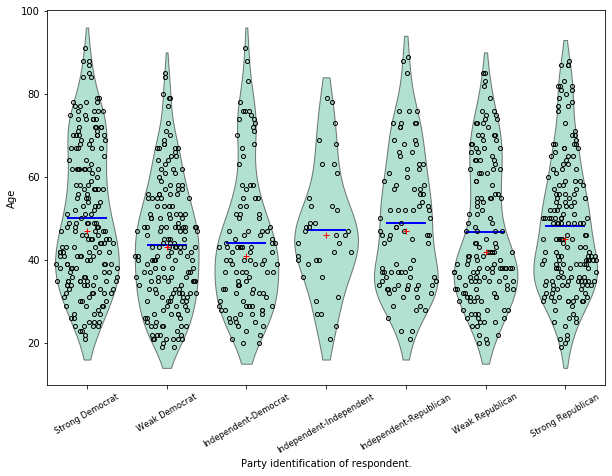 100
80
60
40
20
Age
Strong Democrat
Weak Democrat
Independent-Democrat
Independent-Independent
Independent-Republican
Weak Republican
Strong Republican
Party identification of respondent.